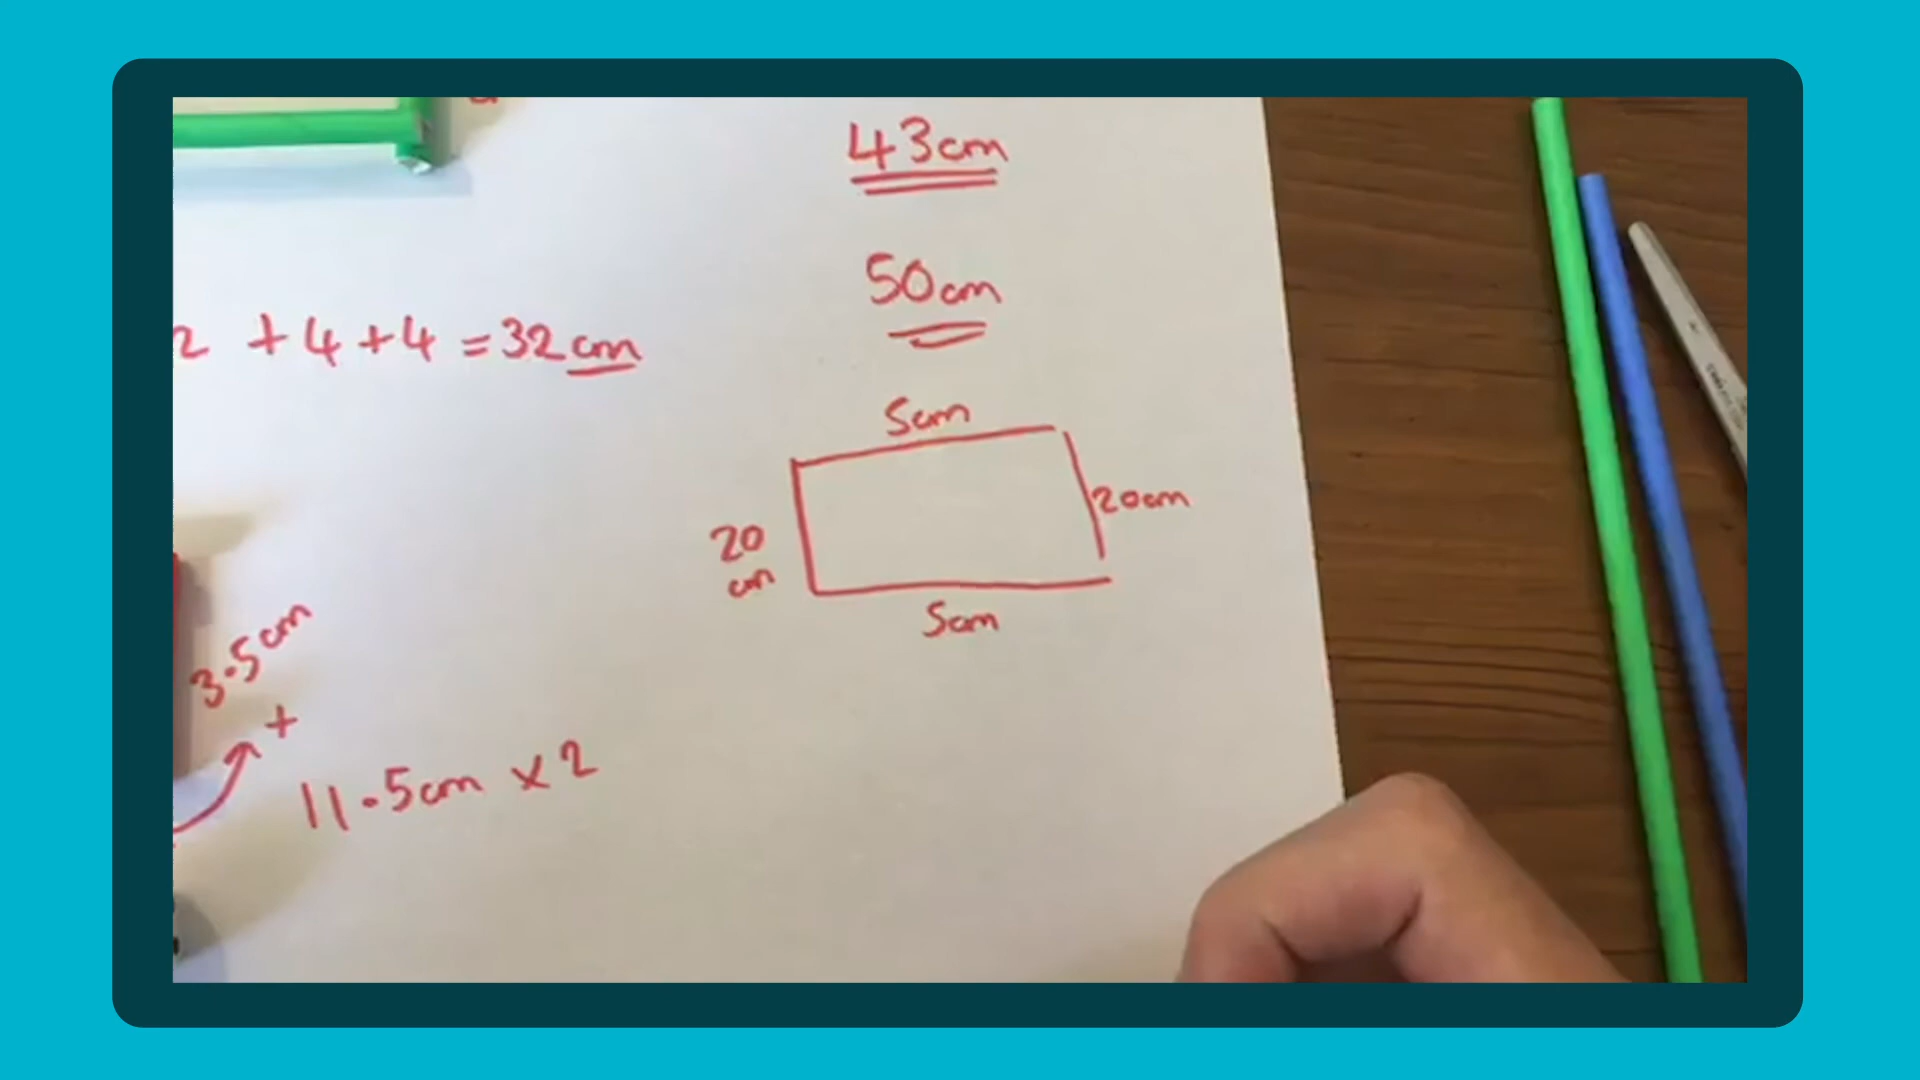 43cm
50cm
2 + 4 + 4 = 32cm
5cm
20cm
20
cm
5cm
3.5cm
+
11.5cm x 2